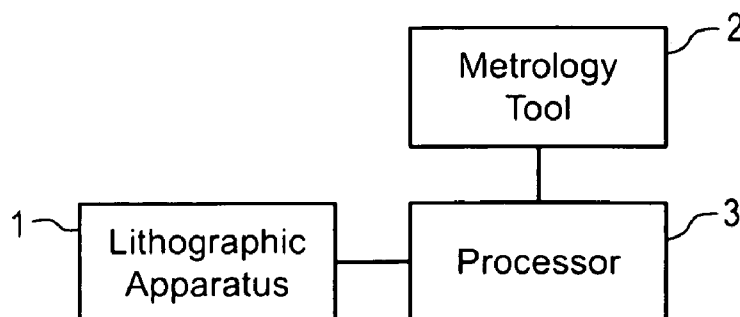 2
Metrology
Tool
1
3
Lithographic
Apparatus
Processor